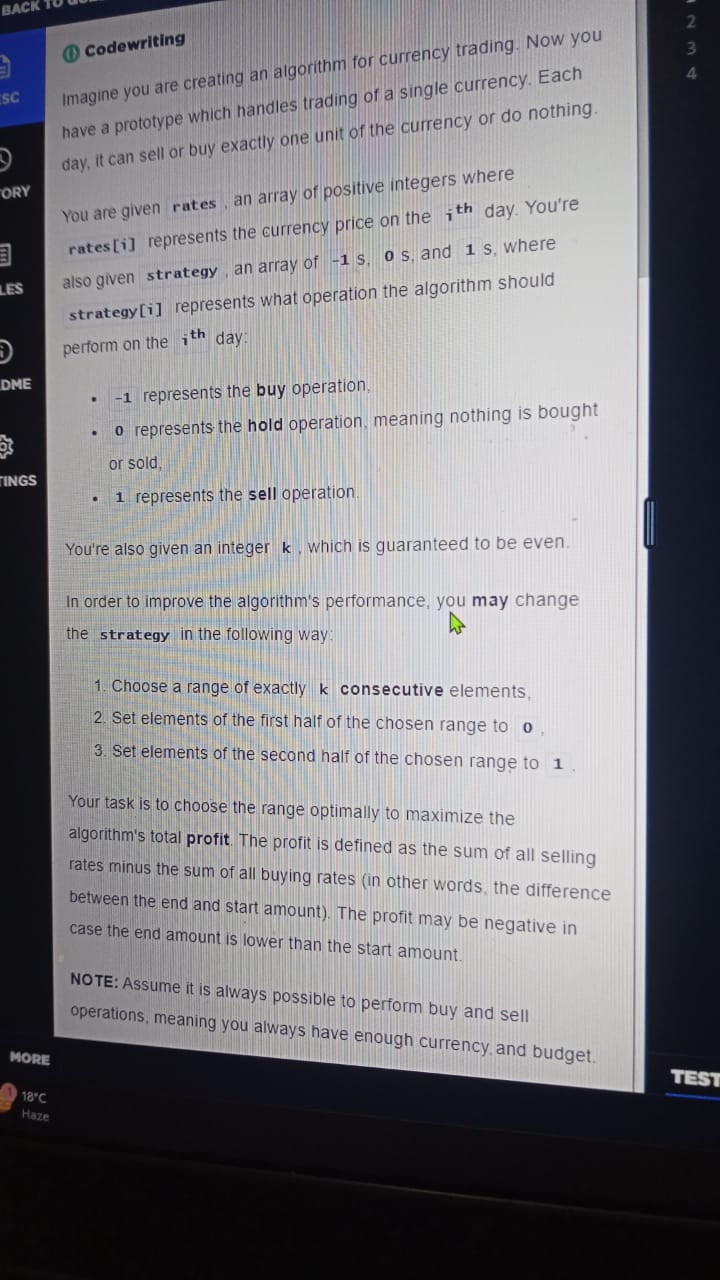 BACK TO
Codewriting
2
3
4
Imagine you are creating an algorithm for currency trading. Now you
have a prototype which handles trading of a single currency. Each
day, it can sell or buy exactly one unit of the currency or do nothing.
You are given rates, an array of positive integers where
rates[i] represents the currency price on the ith day. You're
also given strategy, an array of -1 s, 0 s, and 1 s, where
strategy[i] represents what operation the algorithm should
perform on the ith day:
• -1 represents the buy operation,
• 0 represents the hold operation, meaning nothing is bought
or sold,
• 1 represents the sell operation.
You're also given an integer k, which is guaranteed to be even.
In order to improve the algorithm's performance, you may change
the strategy in the following way:
1. Choose a range of exactly k consecutive elements,
2. Set elements of the first half of the chosen range to 0,
3. Set elements of the second half of the chosen range to 1.
Your task is to choose the range optimally to maximize the
algorithm's total profit. The profit is defined as the sum of all selling
rates minus the sum of all buying rates (in other words, the difference
between the end and start amount). The profit may be negative in
case the end amount is lower than the start amount.
NOTE: Assume it is always possible to perform buy and sell
operations, meaning you always have enough currency and budget.
SC
ORY
LES
DME
TINGS
MORE
TEST
1
18°C
Haze